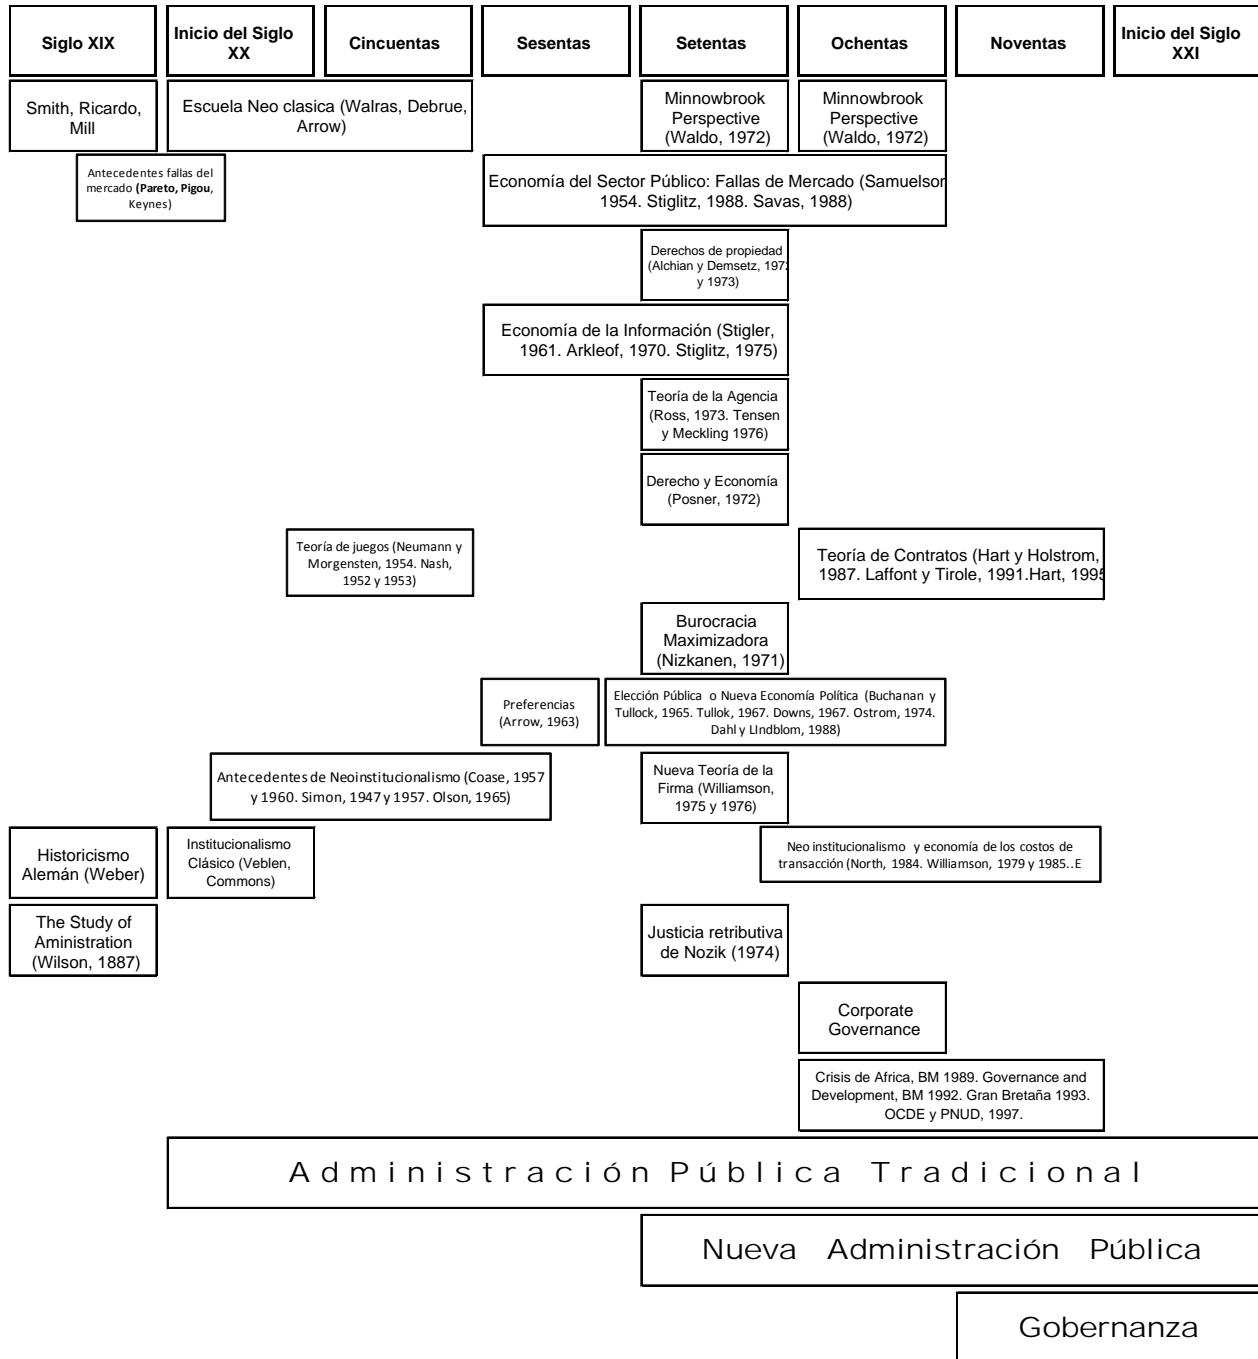 Siglo XIX
Inicio del Siglo
XX
Cincuentas
Sesentas
Setentas
Ochentas
Noventas
Inicio del Siglo
XXI
Smith, Ricardo,
Mill
Escuela Neo clasica (Walras, Debrue,
Arrow)
Minnowbrook
Perspective
(Waldo, 1972)
Minnowbrook
Perspective
(Waldo, 1972)
Antecedentes fallas del
mercado (Pareto, Pigou,
Keynes)
Economía del Sector Público: Fallas de Mercado (Samuelson
1954. Stiglitz, 1988. Savas, 1988)
Derechos de propiedad
(Alchian y Demsetz, 1972
y 1973)
Economía de la Información (Stigler,
1961. Arkleof, 1970. Stiglitz, 1975)
Teoría de la Agencia
(Ross, 1973. Tensen
y Meckling 1976)
Derecho y Economía
(Posner, 1972)
Teoría de juegos (Neumann y
Morgensten, 1954. Nash,
1952 y 1953)
Teoría de Contratos (Hart y Holstrom,
1987. Laffont y Tirole, 1991.Hart, 1995
Burocracia
Maximizadora
(Nizkanen, 1971)
Preferencias
(Arrow, 1963)
Elección Pública o Nueva Economía Política (Buchanan y
Tullock, 1965. Tullok, 1967. Downs, 1967. Ostrom, 1974.
Dahl y LIndblom, 1988)
Antecedentes de Neoinstitucionalismo (Coase, 1957
y 1960. Simon, 1947 y 1957. Olson, 1965)
Nueva Teoría de la
Firma (Williamson,
1975 y 1976)
Historicismo
Alemán (Weber)
Institucionalismo
Clásico (Veblen,
Commons)
Neo institucionalismo y economía de los costos de
transacción (North, 1984. Williamson, 1979 y 1985..E
The Study of
Aministration
(Wilson, 1887)
Justicia retributiva
de Nozik (1974)
Corporate
Governance
Crisis de Africa, BM 1989. Governance and
Development, BM 1992. Gran Bretaña 1993.
OCDE y PNUD, 1997.
Administración Pública Tradicional
Nueva Administración Pública
Gobernanza